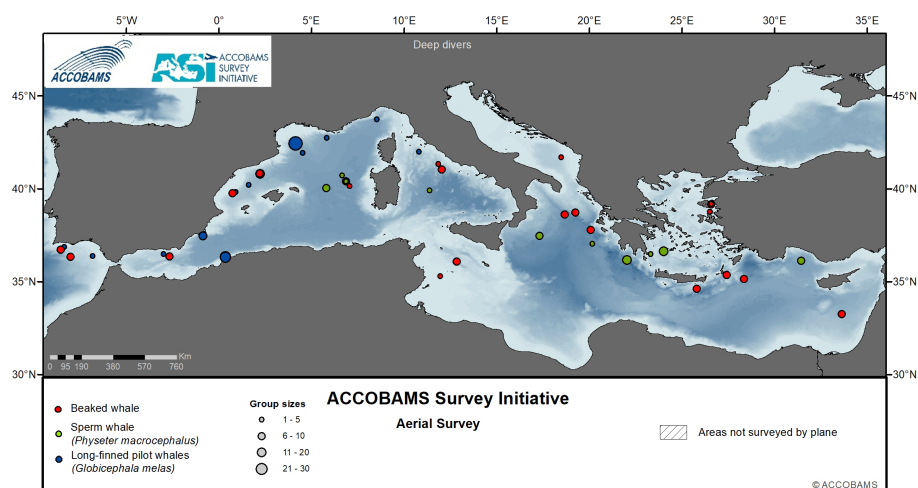 5°W 0° 5°E 10°E 15°E 20°E 25°E 30°E 35°E
Deep divers
ACCOBAMS
ASI ACCOBAMS
SURVEY
INITIATIVE
45°N 45°N
40°N 40°N
35°N 35°N
30°N 30°N
Km
0 95 190 380 570 760
ACCOBAMS Survey Initiative
Aerial Survey
Beaked whale
Sperm whale
(Physeter macrocephalus)
Long-finned pilot whales
(Globicephala melas)
Group sizes
1 - 5
6 - 10
11 - 20
21 - 30
Areas not surveyed by plane
© ACCOBAMS